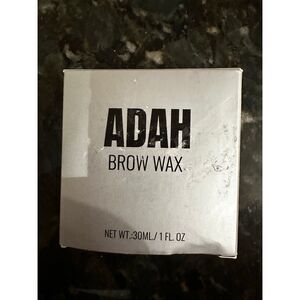 ADAH
BROW WAX
NET WT.:30ML/ 1 FL. OZ